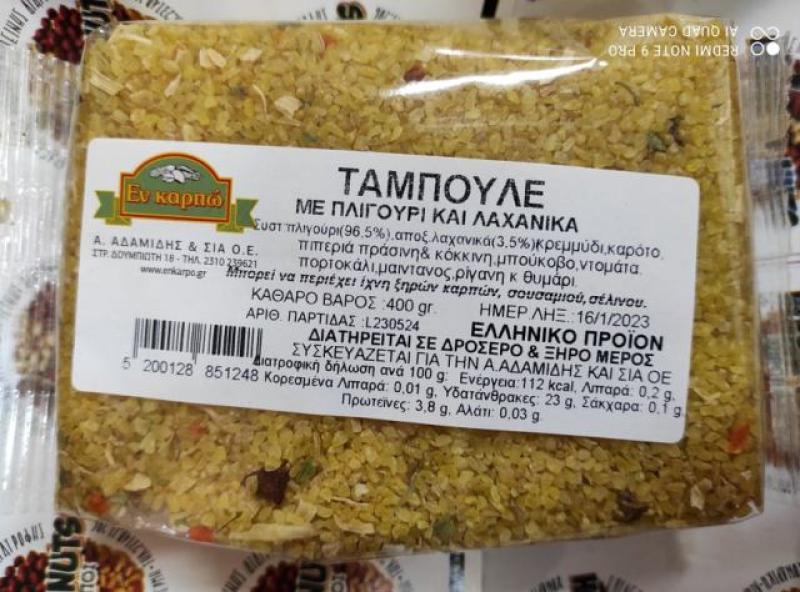 REDMI NOTE 9 PRO
AI QUAD CAMERA
Εν καρπώ
Α. ΑΔΑΜΙΔΗΣ & ΣΙΑ Ο.Ε.
ΣΤΡ. ΔΟΥΜΠΙΩΤΗ 18 - ΤΗΛ. 2310 239621
www.enkarpo.gr
ΤΑΜΠΟΥΛΕ
ΜΕ ΠΛΙΓΟΥΡΙ ΚΑΙ ΛΑΧΑΝΙΚΑ
Συστ πλιγούρι(96,5%),αποξ.λαχανικά(3,5%)κρεμμύδι,καρότο,
πιπεριά πράσινη& κόκκινη,μπούκοβο,ντομάτα,
πορτοκάλι,μαιντανος,ρίγανη κ θυμάρι.
Μπορεί να περιέχει ίχνη ξηρών καρπών, σουσαμιού,σέλινου.
ΚΑΘΑΡΟ ΒΑΡΟΣ :400 gr. ΗΜΕΡ ΛΗΞ.:16/1/2023
ΑΡΙΘ. ΠΑΡΤΙΔΑΣ :L230524 ΕΛΛΗΝΙΚΟ ΠΡΟΪΟΝ
ΔΙΑΤΗΡΕΙΤΑΙ ΣΕ ΔΡΟΣΕΡΟ & ΞΗΡΟ ΜΕΡΟΣ
ΣΥΣΚΕΥΑΖΕΤΑΙ ΓΙΑ ΤΗΝ Α.ΑΔΑΜΙΔΗΣ ΚΑΙ ΣΙΑ ΟΕ
5 200128 851248
Διατροφική δήλωση ανά 100 g: Ενέργεια:112 kcal, Λιπαρά: 0,2 g,
Κορεσμένα Λιπαρά: 0,01 g, Υδατάνθρακες: 23 g, Σάκχαρα: 0,1 g,
Πρωτεΐνες: 3,8 g, Αλάτι: 0,03 g.
NUTS